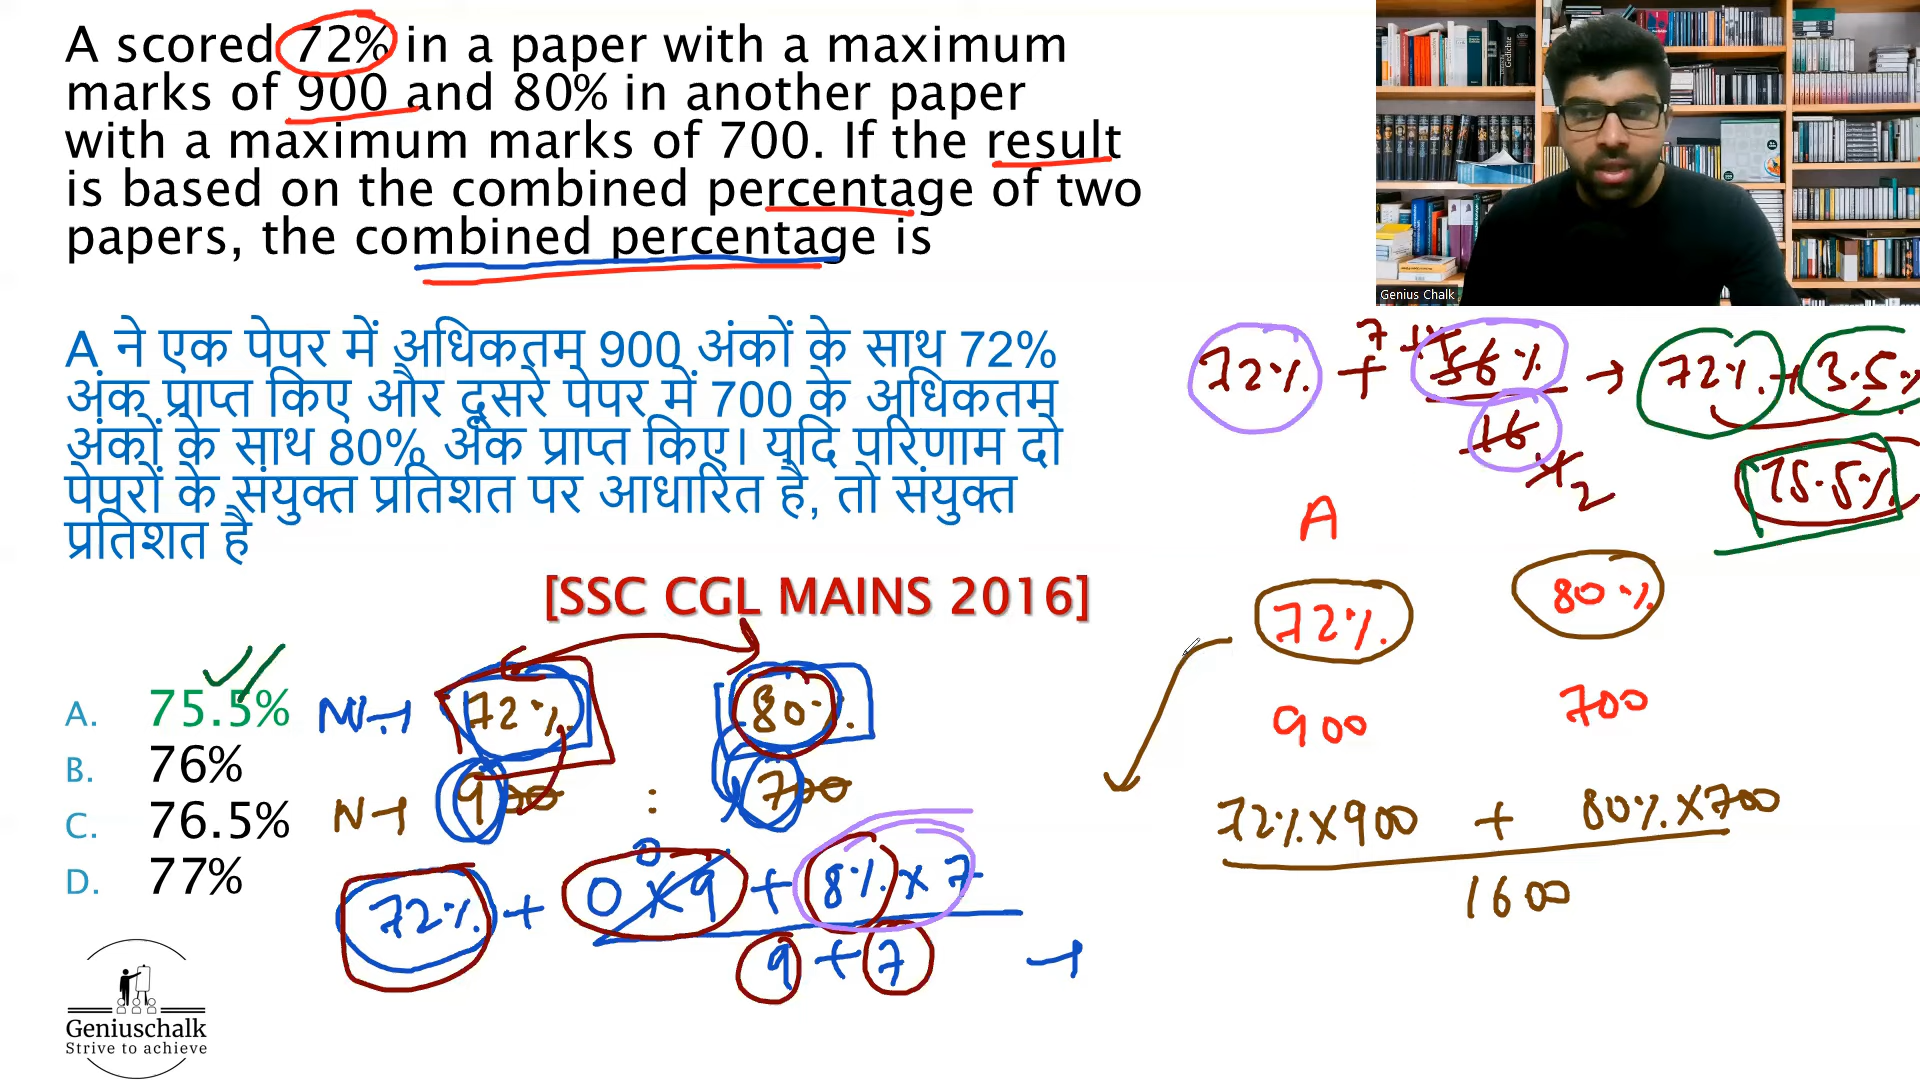 A scored 72% in a paper with a maximum
marks of 900 and 80% in another paper
with a maximum marks of 700. If the result
is based on the combined percentage of two
papers, the combined percentage is
Genius Chalk
A ने एक पेपर में अधिकतम 900 अंकों के साथ 72%
अंक प्राप्त किए और दूसरे पेपर में 700 के अधिकतम
अंकों के साथ 80% अंक प्राप्त किए। यदि परिणाम दो
पेपरों के संयुक्त प्रतिशत पर आधारित है, तो संयुक्त
प्रतिशत है
[SSC CGL MAINS 2016]
A. 75.5%
B. 76%
C. 76.5%
D. 77%
72% 80%
900 : 700
0
72% + 0 x 9 + 8% x 7
9 + 7
7
72% + 56% → 72% + 3.5%
16
2
75.5%
A
72% 80%
900 700
72% x 900 + 80% x 700
1600
Geniuschalk
Strive to achieve